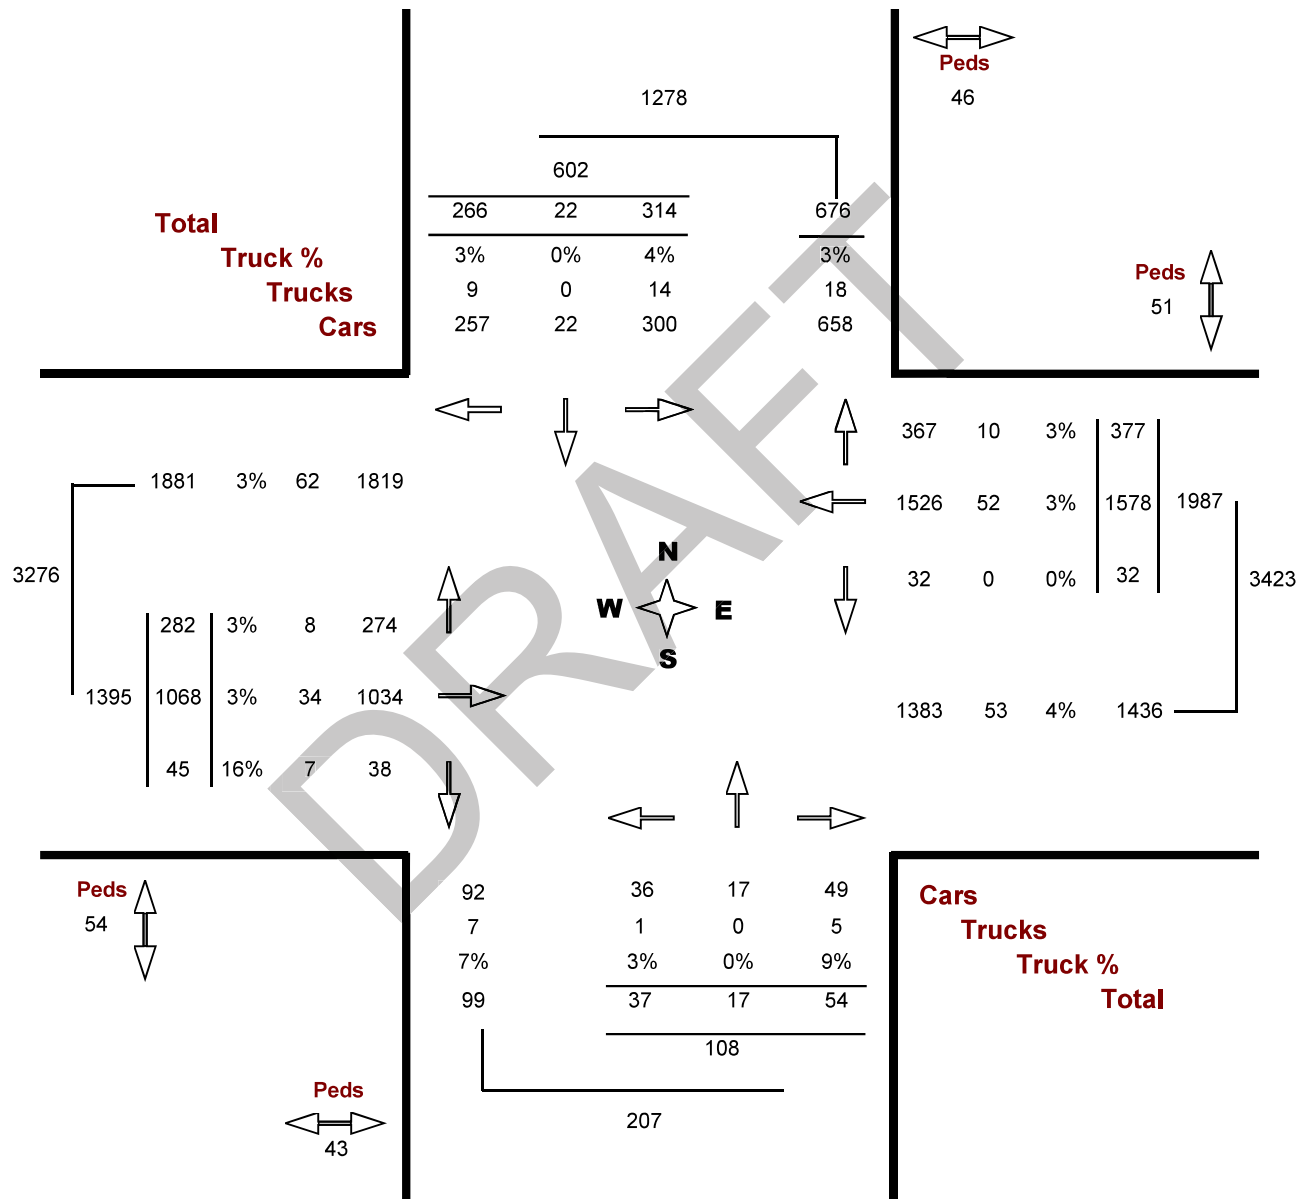 Peds
46
1278
602
266 22 314 676
Total
3% 0% 4% 3%
Truck %
9 0 14 18
Trucks
257 22 300 658
Cars
Peds
51
367 10 3% 377
1881 3% 62 1819
1526 52 3% 1578 1987
N
3276
32 0 0% 32
3423
W E
S
282 3% 8 274
1395 1068 3% 34 1034
1383 53 4% 1436
45 16% 7 38
DRAFT
Peds
54
92 36 17 49
Cars
7 1 0 5
Trucks
7% 3% 0% 9%
Truck %
99 37 17 54
Total
108
Peds
43
207